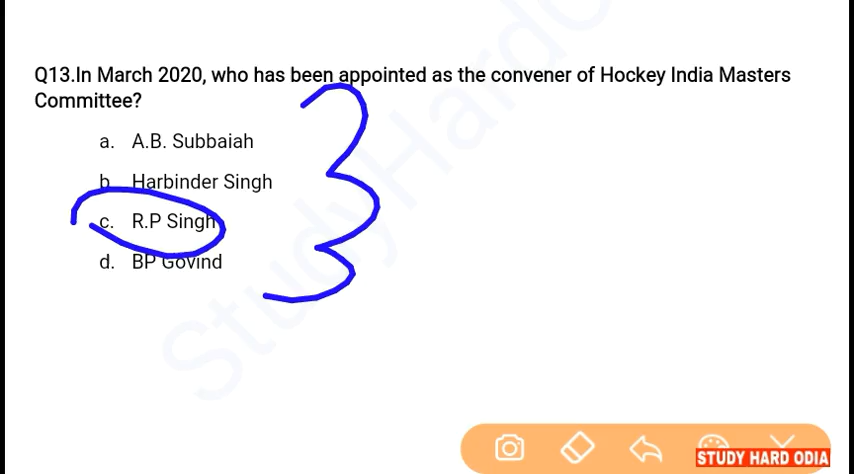 Q13.In March 2020, who has been appointed as the convener of Hockey India Masters
Committee?
a. A.B. Subbaiah
b. Harbinder Singh
c. R.P Singh
d. BP Govind
StudyHardO
STUDY HARD ODIA